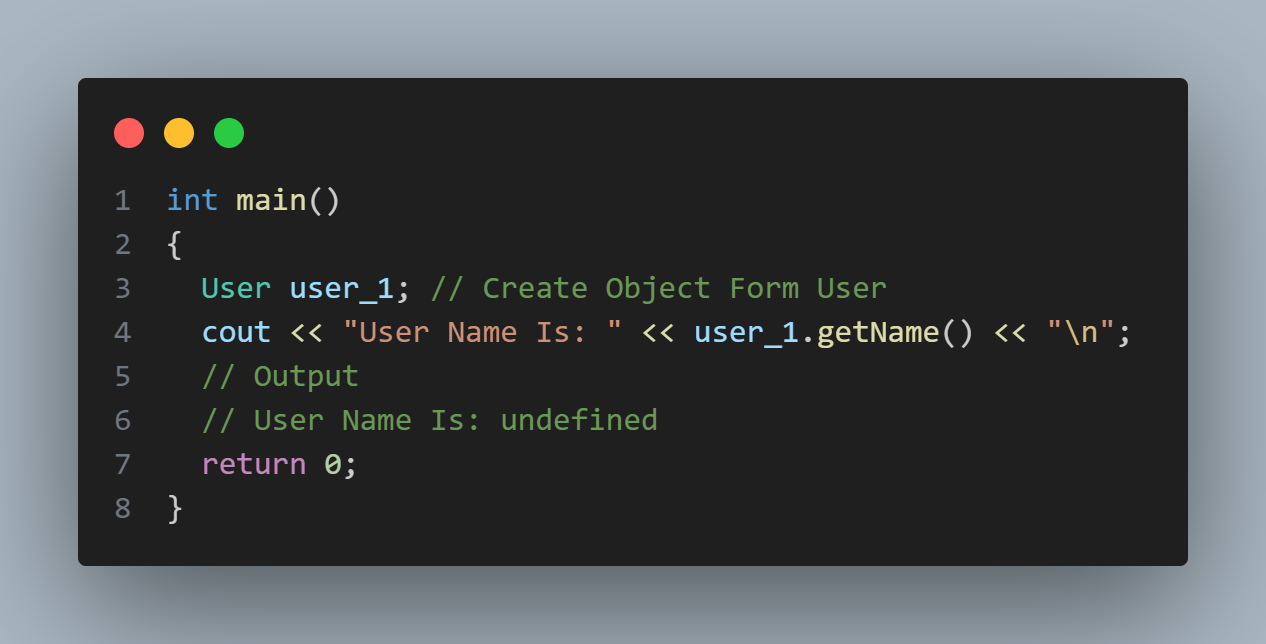 1 int main()
2 {
3   User user_1; // Create Object Form User
4   cout << "User Name Is: " << user_1.getName() << "\n";
5   // Output
6   // User Name Is: undefined
7   return 0;
8 }